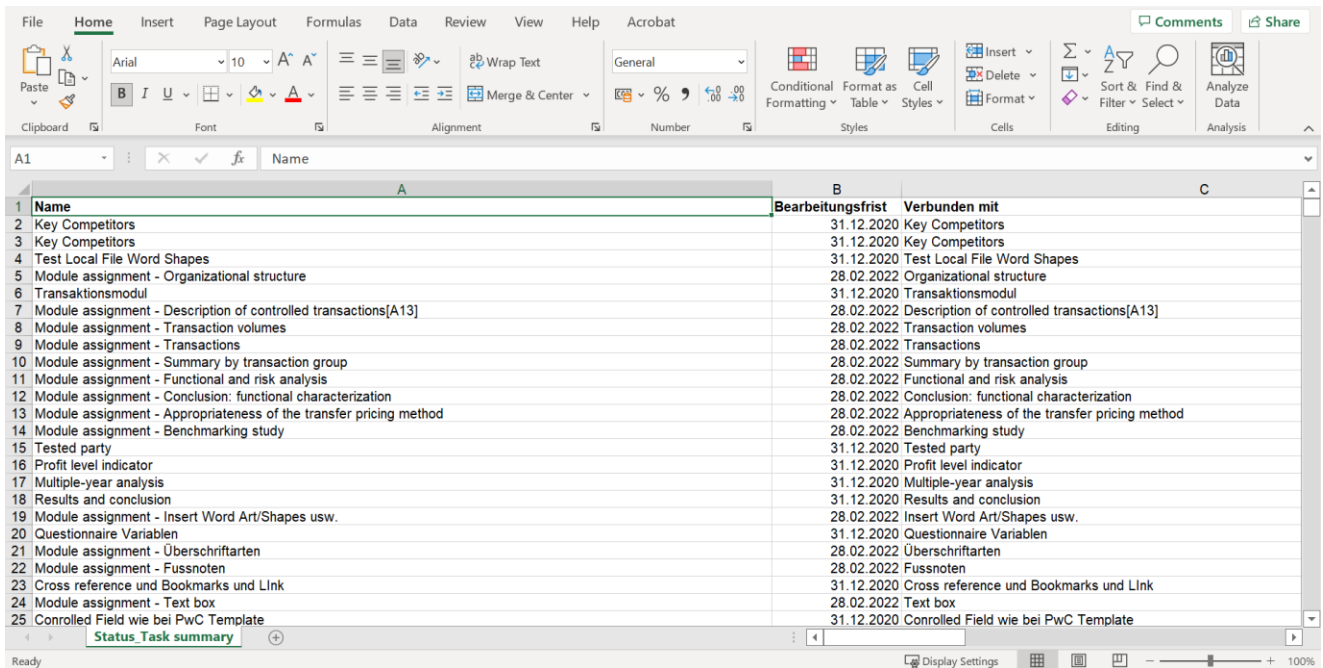 File Home Insert Page Layout Formulas Data Review View Help Acrobat Comments Share
Paste
Clipboard
Arial 10
B I U
Font
Wrap Text
Merge & Center
Alignment
General
Number
Conditional Formatting
Format as Table
Cell Styles
Styles
Insert
Delete
Format
Cells
Sort & Filter
Find & Select
Editing
Analyze Data
Analysis
A1 fx Name
A B C
1 Name Bearbeitungsfrist Verbunden mit
2 Key Competitors 31.12.2020 Key Competitors
3 Key Competitors 31.12.2020 Key Competitors
4 Test Local File Word Shapes 31.12.2020 Test Local File Word Shapes
5 Module assignment - Organizational structure 28.02.2022 Organizational structure
6 Transaktionsmodul 31.12.2020 Transaktionsmodul
7 Module assignment - Description of controlled transactions[A13] 28.02.2022 Description of controlled transactions[A13]
8 Module assignment - Transaction volumes 28.02.2022 Transaction volumes
9 Module assignment - Transactions 28.02.2022 Transactions
10 Module assignment - Summary by transaction group 28.02.2022 Summary by transaction group
11 Module assignment - Functional and risk analysis 28.02.2022 Functional and risk analysis
12 Module assignment - Conclusion: functional characterization 28.02.2022 Conclusion: functional characterization
13 Module assignment - Appropriateness of the transfer pricing method 28.02.2022 Appropriateness of the transfer pricing method
14 Module assignment - Benchmarking study 28.02.2022 Benchmarking study
15 Tested party 31.12.2020 Tested party
16 Profit level indicator 31.12.2020 Profit level indicator
17 Multiple-year analysis 31.12.2020 Multiple-year analysis
18 Results and conclusion 31.12.2020 Results and conclusion
19 Module assignment - Insert Word Art/Shapes usw. 28.02.2022 Insert Word Art/Shapes usw.
20 Questionnaire Variablen 31.12.2020 Questionnaire Variablen
21 Module assignment - Überschriftarten 28.02.2022 Überschriftarten
22 Module assignment - Fussnoten 28.02.2022 Fussnoten
23 Cross reference und Bookmarks und LInk 31.12.2020 Cross reference und Bookmarks und LInk
24 Module assignment - Text box 28.02.2022 Text box
25 Conrolled Field wie bei PwC Template 31.12.2020 Conrolled Field wie bei PwC Template
Status_Task summary
Ready Display Settings 100%